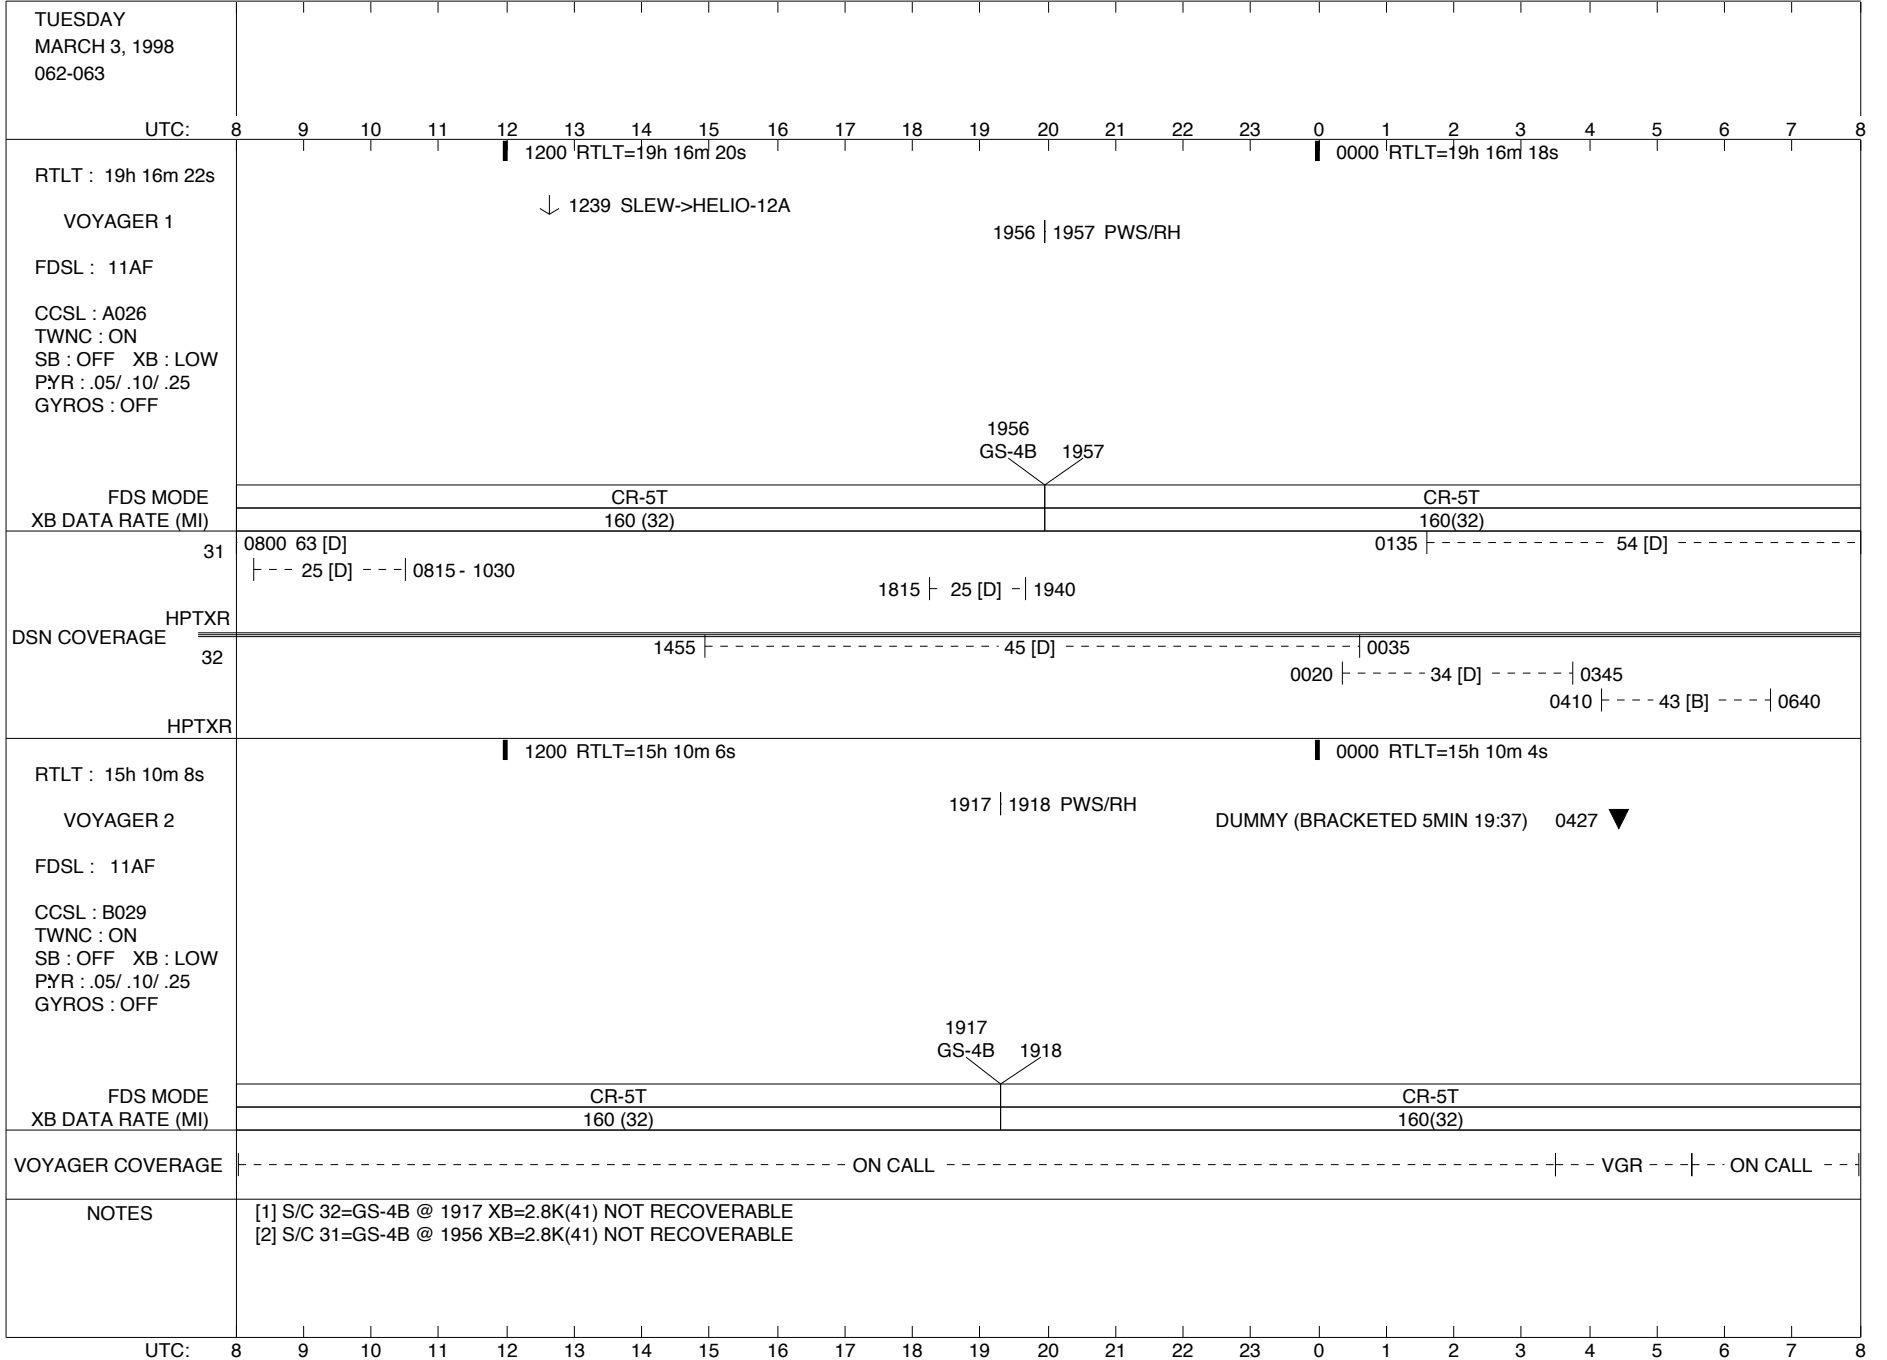 TUESDAY
MARCH 3, 1998
062-063
UTC: 8 9 10 11 12 13 14 15 16 17 18 19 20 21 22 23 0 1 2 3 4 5 6 7 8
1200 RTLT=19h 16m 20s 0000 RTLT=19h 16m 18s
RTLT : 19h 16m 22s
1239 SLEW->HELIO-12A
VOYAGER 1
1956 1957 PWS/RH
FDSL : 11AF
CCSL : A026
TWNC : ON
SB : OFF XB : LOW
P:YR : .05/ .10/ .25
GYROS : OFF
1956
GS-4B 1957
FDS MODE CR-5T CR-5T
XB DATA RATE (MI) 160 (32) 160(32)
31 0800 63 [D] 0135 54 [D]
25 [D] 0815 - 1030
1815 25 [D] 1940
HPTXR
DSN COVERAGE
32 1455 45 [D] 0035
0020 34 [D] 0345
0410 43 [B] 0640
HPTXR
1200 RTLT=15h 10m 6s 0000 RTLT=15h 10m 4s
RTLT : 15h 10m 8s
1917 1918 PWS/RH
VOYAGER 2 DUMMY (BRACKETED 5MIN 19:37) 0427
FDSL : 11AF
CCSL : B029
TWNC : ON
SB : OFF XB : LOW
P:YR : .05/ .10/ .25
GYROS : OFF
1917
GS-4B 1918
FDS MODE CR-5T CR-5T
XB DATA RATE (MI) 160 (32) 160(32)
VOYAGER COVERAGE ON CALL VGR ON CALL
NOTES [1] S/C 32=GS-4B @ 1917 XB=2.8K(41) NOT RECOVERABLE
[2] S/C 31=GS-4B @ 1956 XB=2.8K(41) NOT RECOVERABLE
UTC: 8 9 10 11 12 13 14 15 16 17 18 19 20 21 22 23 0 1 2 3 4 5 6 7 8